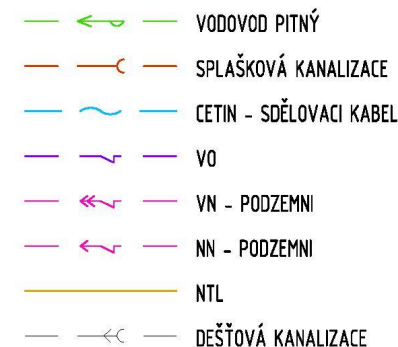 VODOVOD PITNÝ
SPLAŠKOVÁ KANALIZACE
CETIN - SDĚLOVACI KABEL
VO
VN - PODZEMNI
NN - PODZEMNI
NTL
DEŠŤOVÁ KANALIZACE